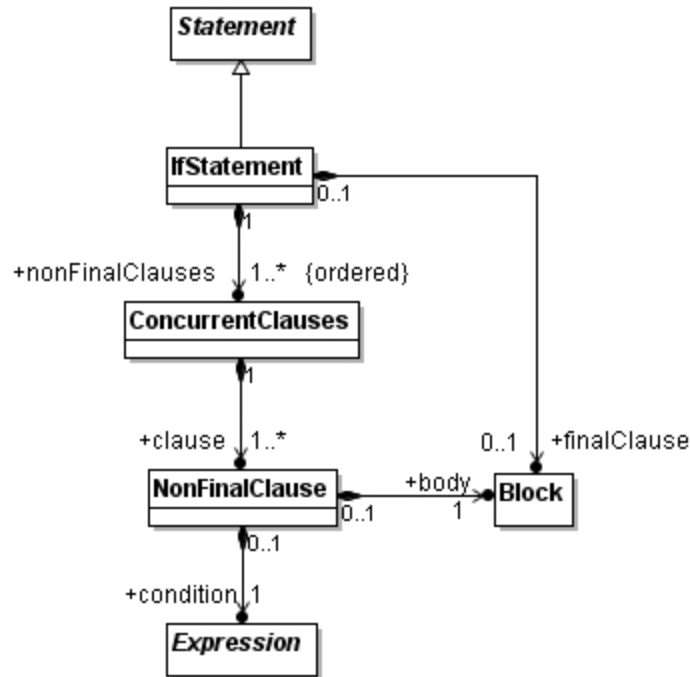 Statement
IfStatement
0..1
1
+nonFinalClauses 1..* {ordered}
ConcurrentClauses
1
+clause 1..*
0..1 +finalClause
NonFinalClause
+body
Block
0..1
1
0..1
+condition 1
Expression